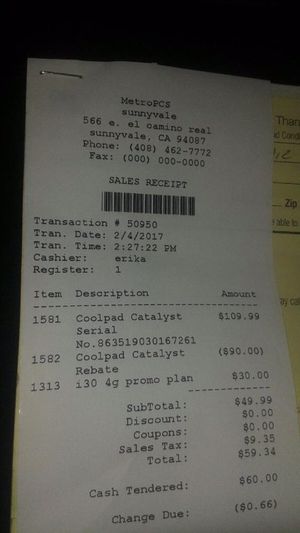 MetroPCS
sunnyvale
566 e. el camino real
sunnyvale, CA 94087
Phone: (408) 462-7772
Fax: (000) 000-0000
SALES RECEIPT
Transaction # 50950
Tran. Date: 2/4/2017
Tran. Time: 2:27:22 PM
Cashier: erika
Register: 1
Item Description Amount
1581 Coolpad Catalyst $109.99
Serial
No.863519030167261
1582 Coolpad Catalyst ($90.00)
Rebate
1313 i30 4g promo plan $30.00
SubTotal: $49.99
Discount: $0.00
Coupons: $0.00
Sales Tax: $9.35
Total: $59.34
Cash Tendered: $60.00
Change Due: ($0.66)
Than
Zip
able to